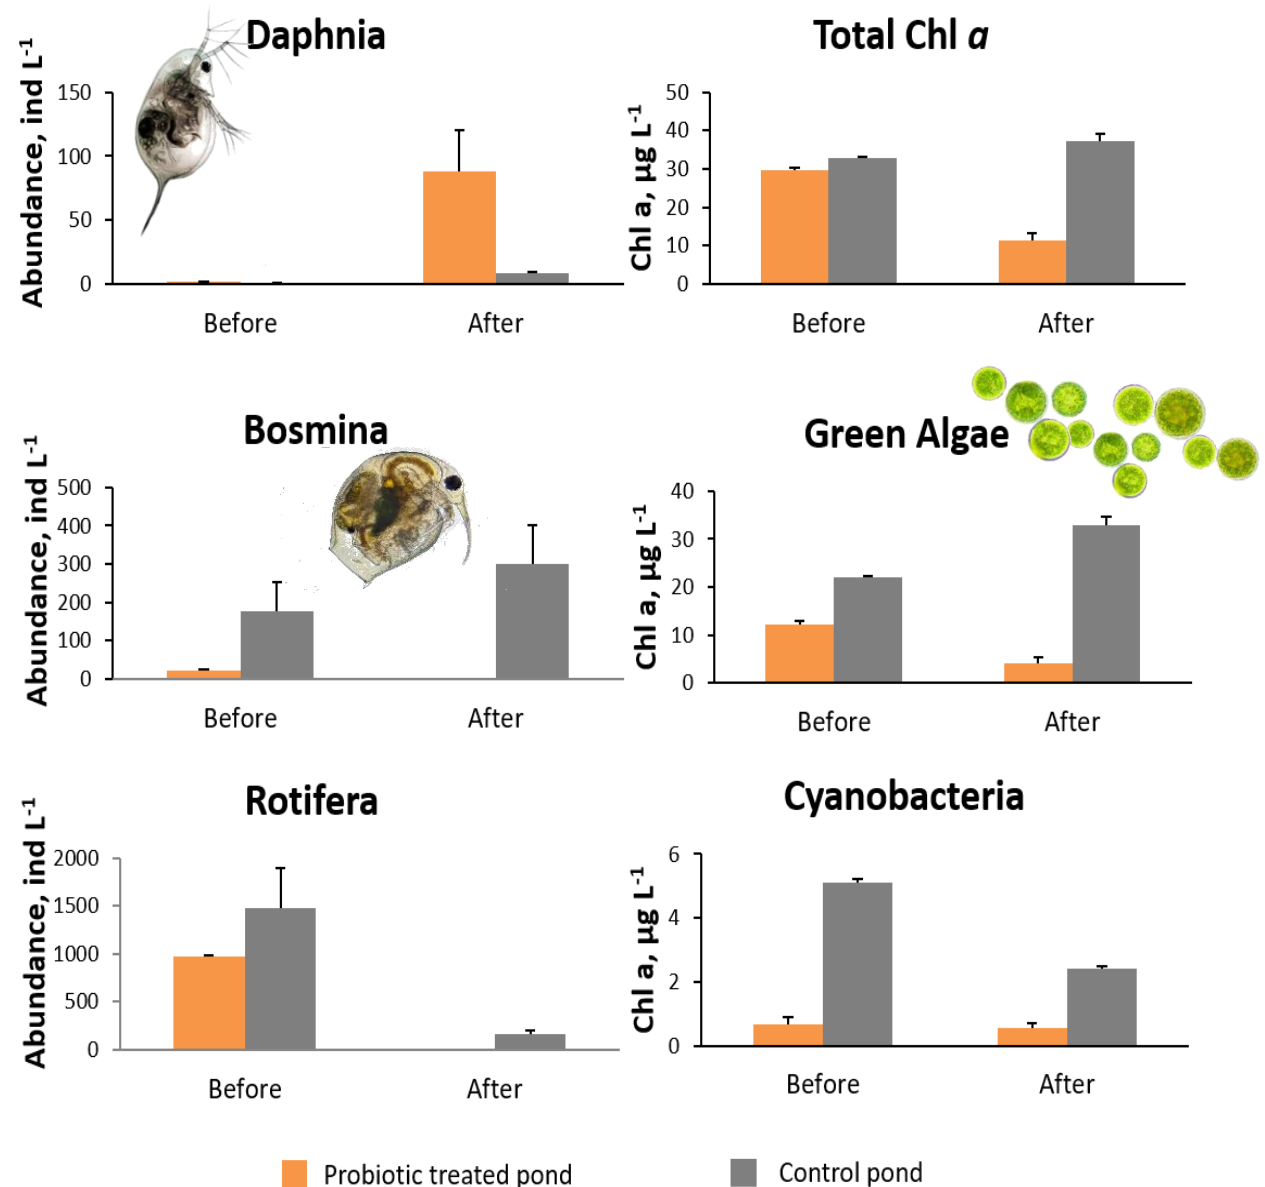 Daphnia
Abundance, ind L-1
150
100
50
0
Before After
Total Chl a
Chl a, µg L-1
50
40
30
20
10
0
Before After
Bosmina
Abundance, ind L-1
500
400
300
200
100
0
Before After
Green Algae
Chl a, µg L-1
40
30
20
10
0
Before After
Rotifera
Abundance, ind L-1
2000
1500
1000
500
0
Before After
Cyanobacteria
Chl a, µg L-1
6
4
2
0
Before After
Probiotic treated pond
Control pond